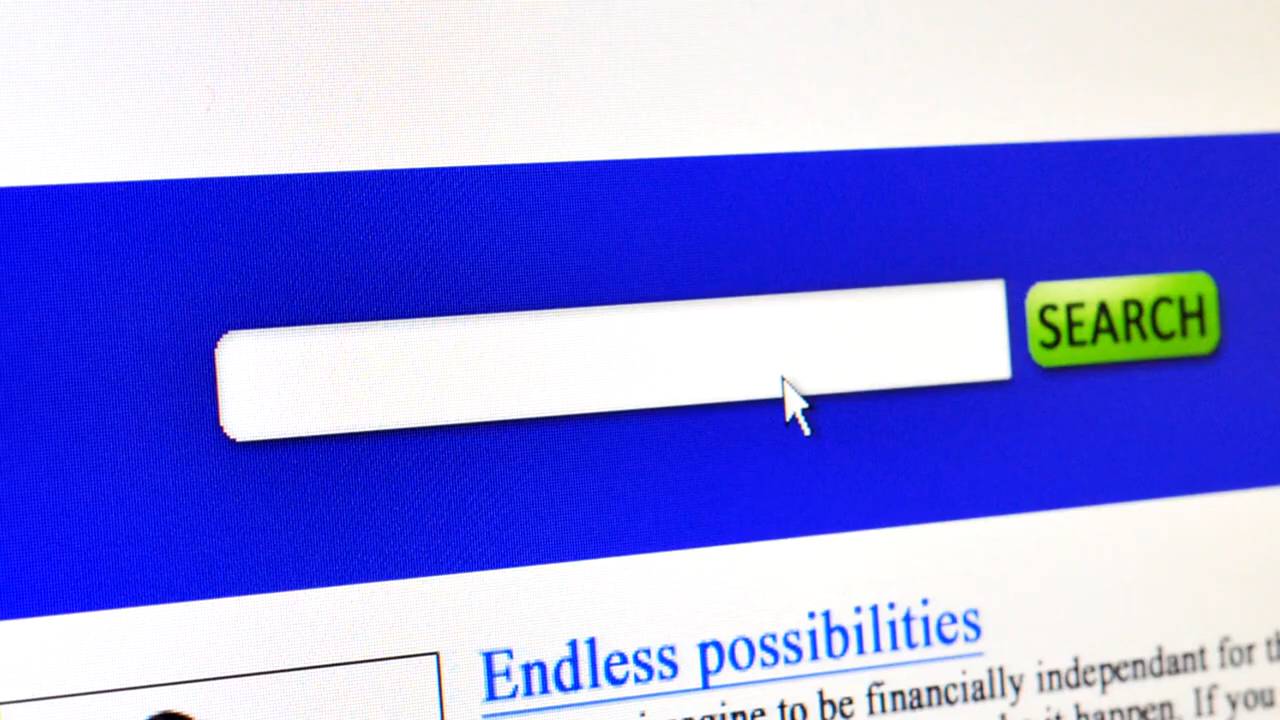 SEARCH
Endless possibilities
to be financially independant for
happen. If you